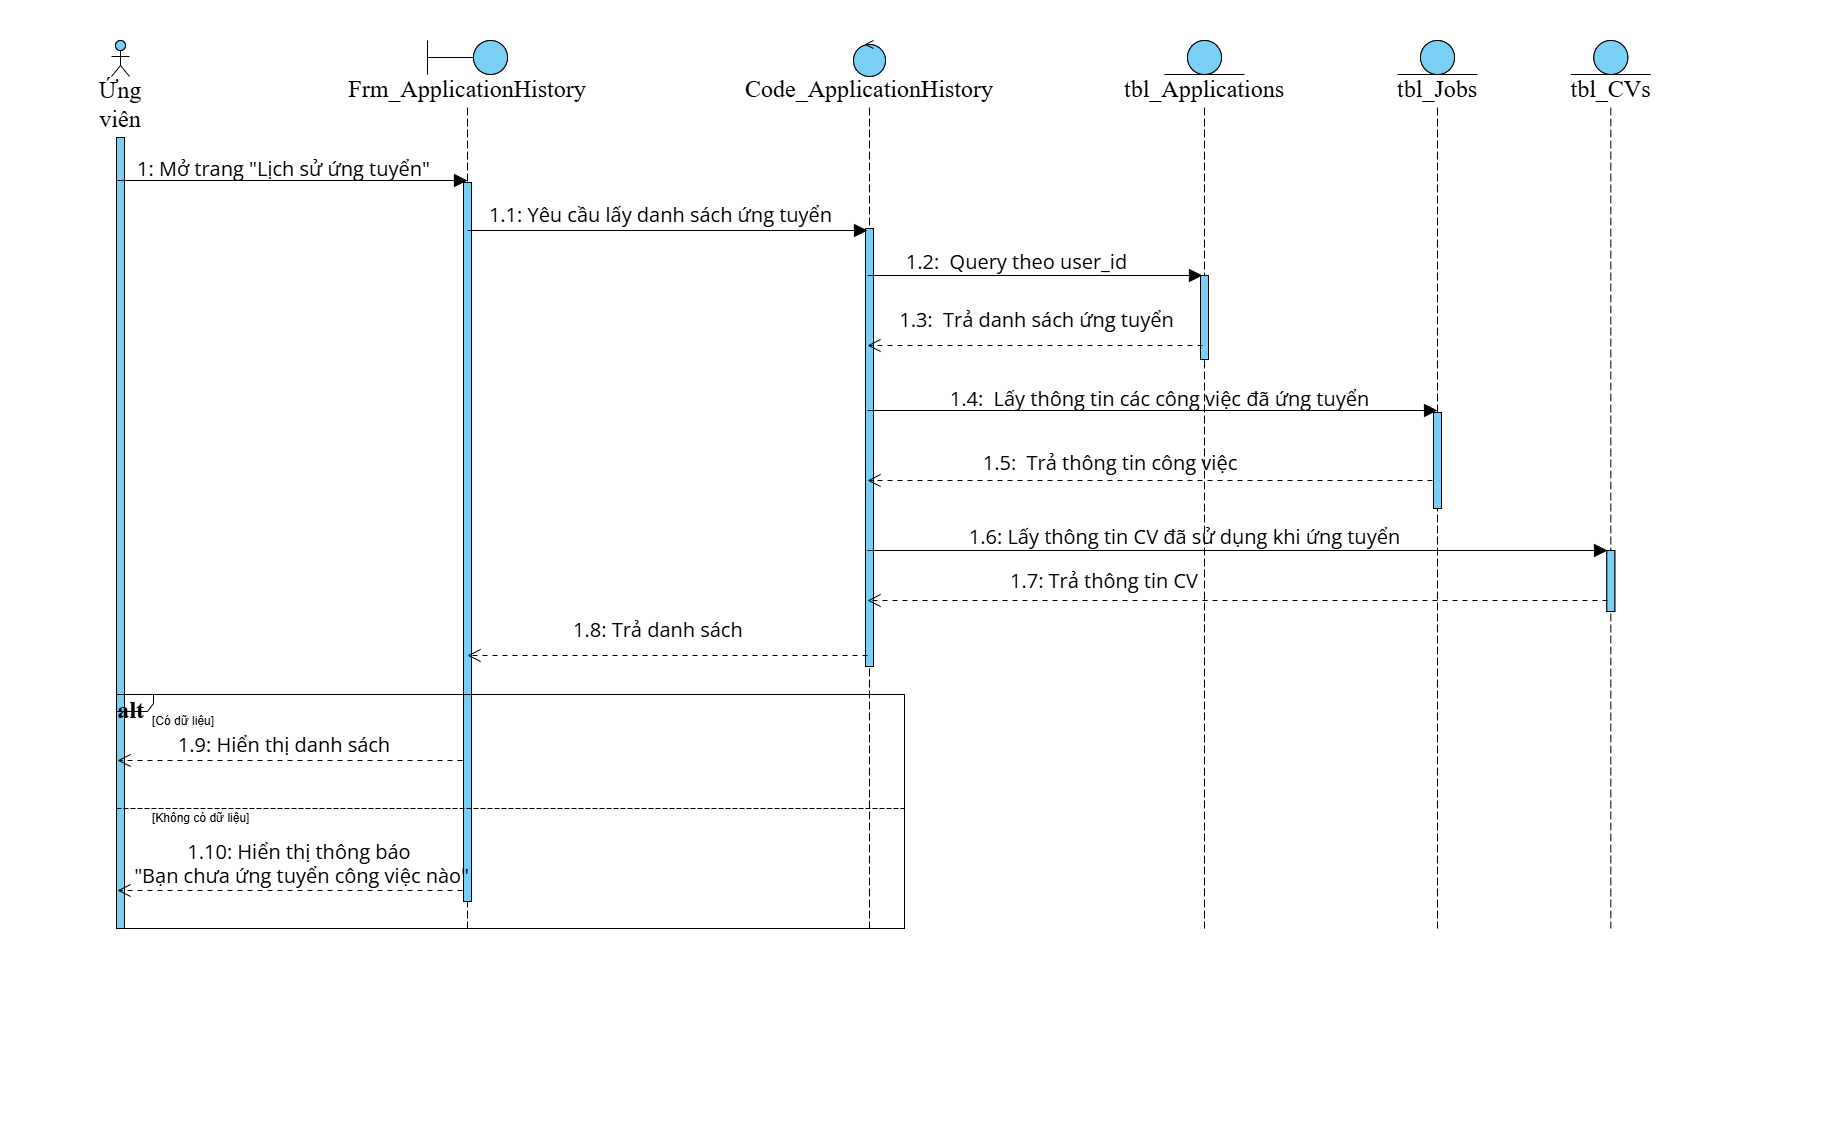 Ứng
viên
Frm_ApplicationHistory
Code_ApplicationHistory
tbl_Applications
tbl_Jobs
tbl_CVs
1: Mở trang "Lịch sử ứng tuyển"
1.1: Yêu cầu lấy danh sách ứng tuyển
1.2:  Query theo user_id
1.3:  Trả danh sách ứng tuyển
1.4:  Lấy thông tin các công việc đã ứng tuyển
1.5:  Trả thông tin công việc
1.6: Lấy thông tin CV đã sử dụng khi ứng tuyển
1.7: Trả thông tin CV
1.8: Trả danh sách
alt
[Có dữ liệu]
1.9: Hiển thị danh sách
[Không có dữ liệu]
1.10: Hiển thị thông báo
"Bạn chưa ứng tuyển công việc nào"